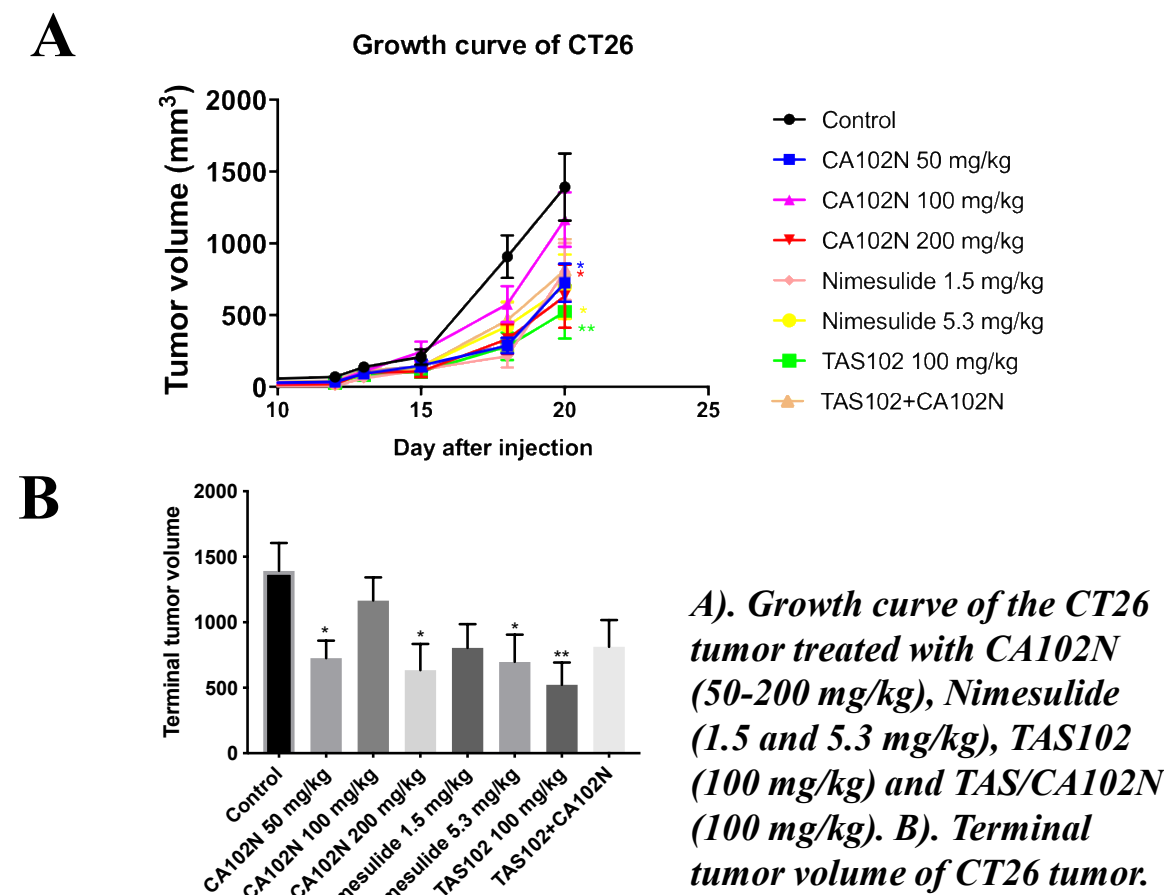 A
Growth curve of CT26
Tumor volume (mm³)
2000
1500
1000
500
0
10
15
20
25
Day after injection
*
*
*
**
Control
CA102N 50 mg/kg
CA102N 100 mg/kg
CA102N 200 mg/kg
Nimesulide 1.5 mg/kg
Nimesulide 5.3 mg/kg
TAS102 100 mg/kg
TAS102+CA102N
B
Terminal tumor volume
2000
1500
1000
500
0
*
*
*
**
Control
CA102N 50 mg/kg
CA102N 100 mg/kg
CA102N 200 mg/kg
mesulide 1.5 mg/kg
mesulide 5.3 mg/kg
TAS102 100 mg/kg
TAS102+CA102N
A). Growth curve of the CT26
tumor treated with CA102N
(50-200 mg/kg), Nimesulide
(1.5 and 5.3 mg/kg), TAS102
(100 mg/kg) and TAS/CA102N
(100 mg/kg). B). Terminal
tumor volume of CT26 tumor.